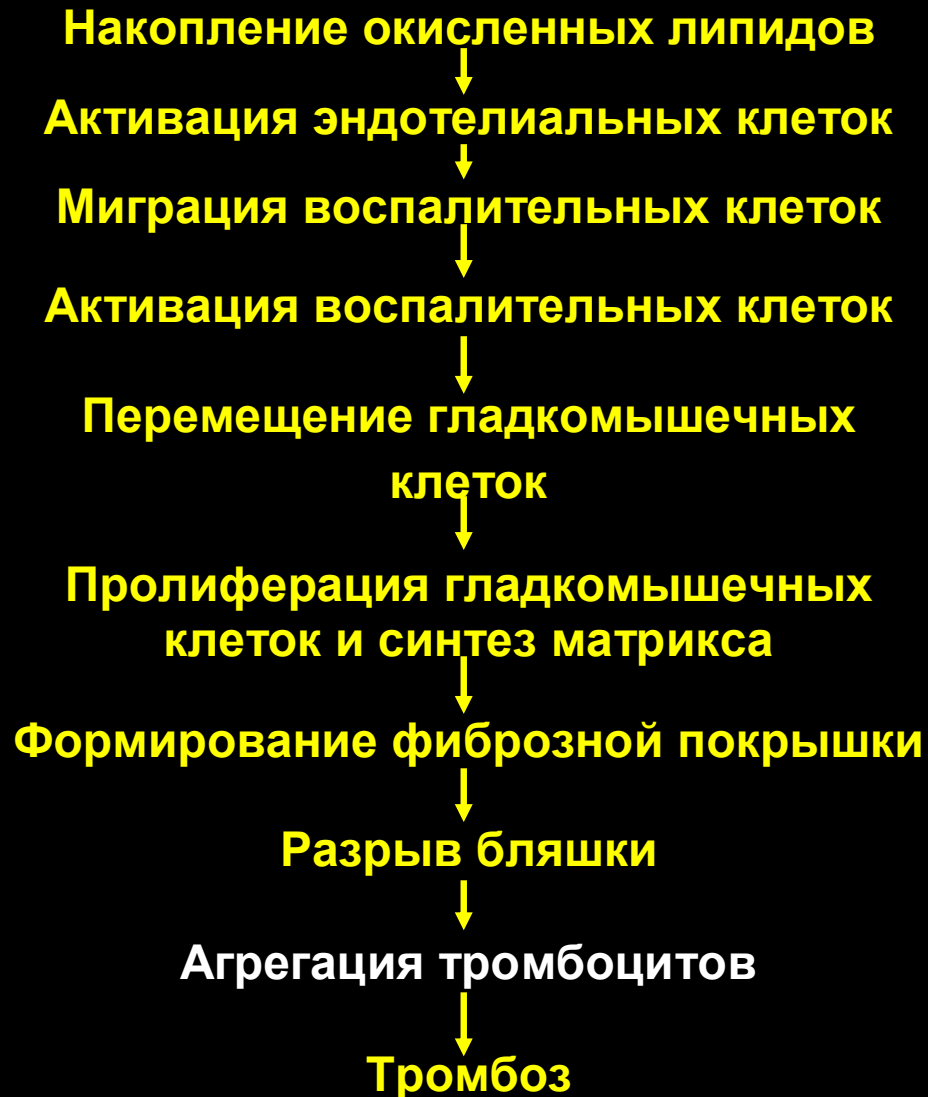 Накопление окисленных липидов
Активация эндотелиальных клеток
Миграция воспалительных клеток
Активация воспалительных клеток
Перемещение гладкомышечных
клеток
Пролиферация гладкомышечных
клеток и синтез матрикса
Формирование фиброзной покрышки
Разрыв бляшки
Агрегация тромбоцитов
Тромбоз